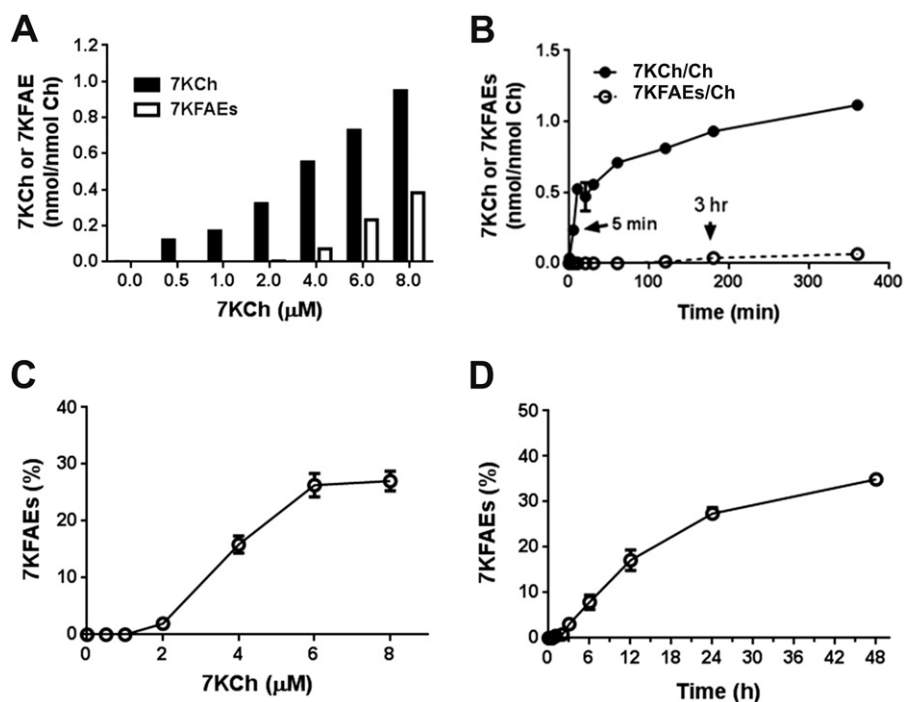 A
7KCh or 7KFAE
(nmol/nmol Ch)
1.2
1.0
0.8
0.6
0.4
0.2
0.0
7KCh
7KFAEs
0.0 0.5 1.0 2.0 4.0 6.0 8.0
7KCh (µM)
B
7KCh or 7KFAEs
(nmol/nmol Ch)
1.5
1.0
0.5
0.0
7KCh/Ch
7KFAEs/Ch
3 hr
5 min
0 100 200 300 400
Time (min)
C
7KFAEs (%)
40
30
20
10
0
0 2 4 6 8
7KCh (µM)
D
7KFAEs (%)
50
40
30
20
10
0
0 6 12 18 24 30 36 42 48
Time (h)